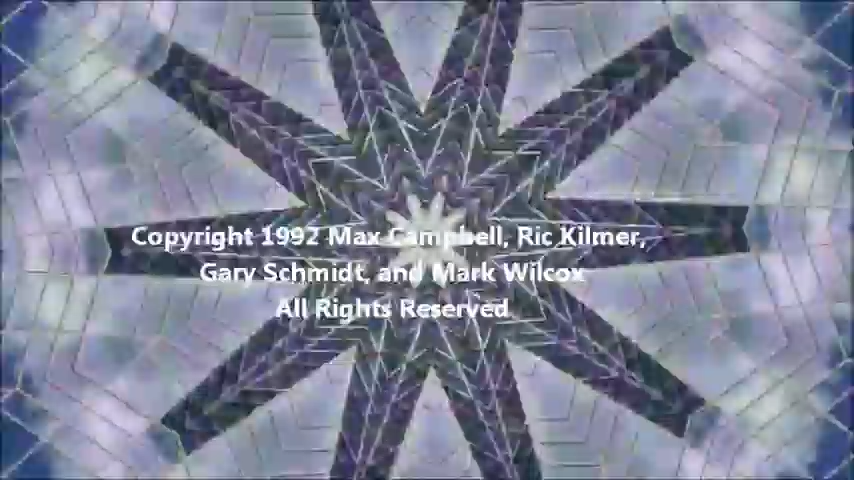 Copyright 1992 Max Campbell, Ric Kilmer,
Gary Schmidt, and Mark Wilcox
All Rights Reserved